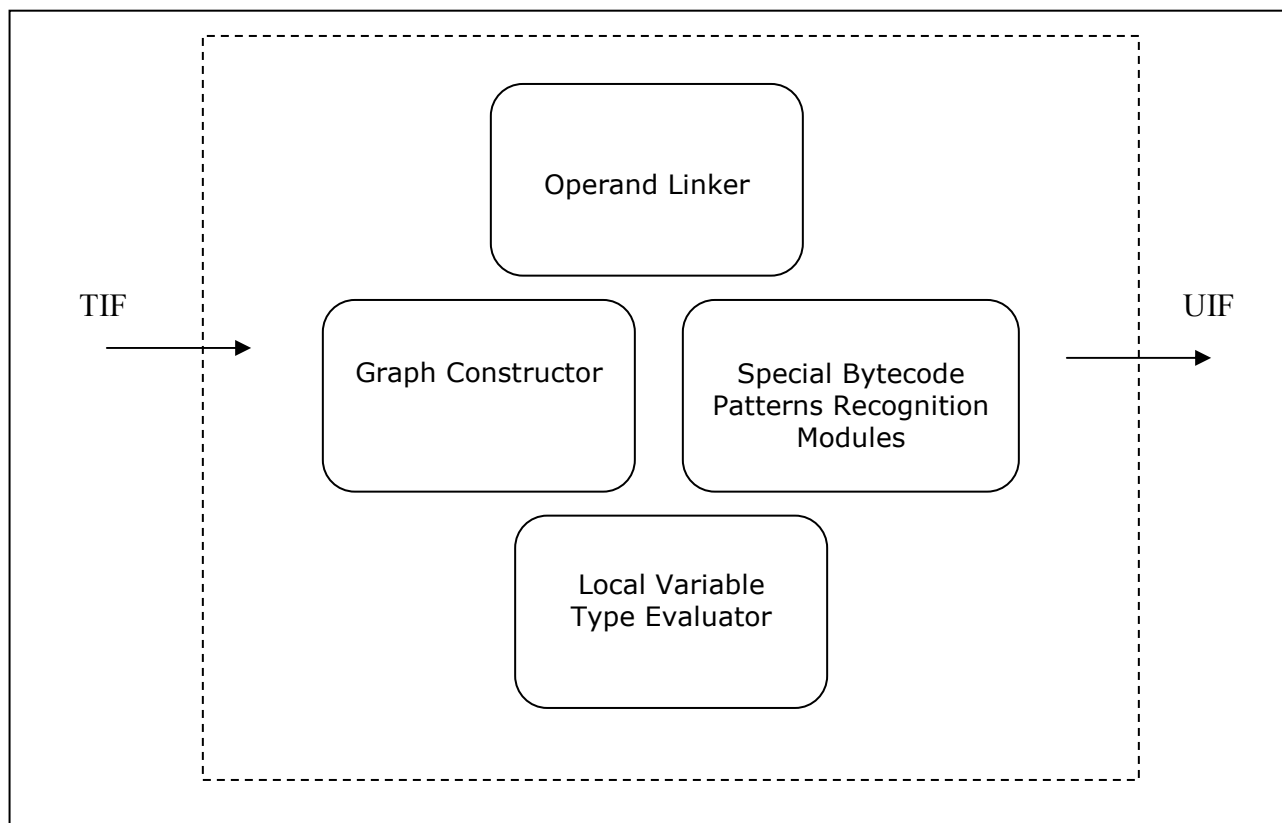 Operand Linker
TIF
UIF
Graph Constructor
Special Bytecode
Patterns Recognition
Modules
Local Variable
Type Evaluator